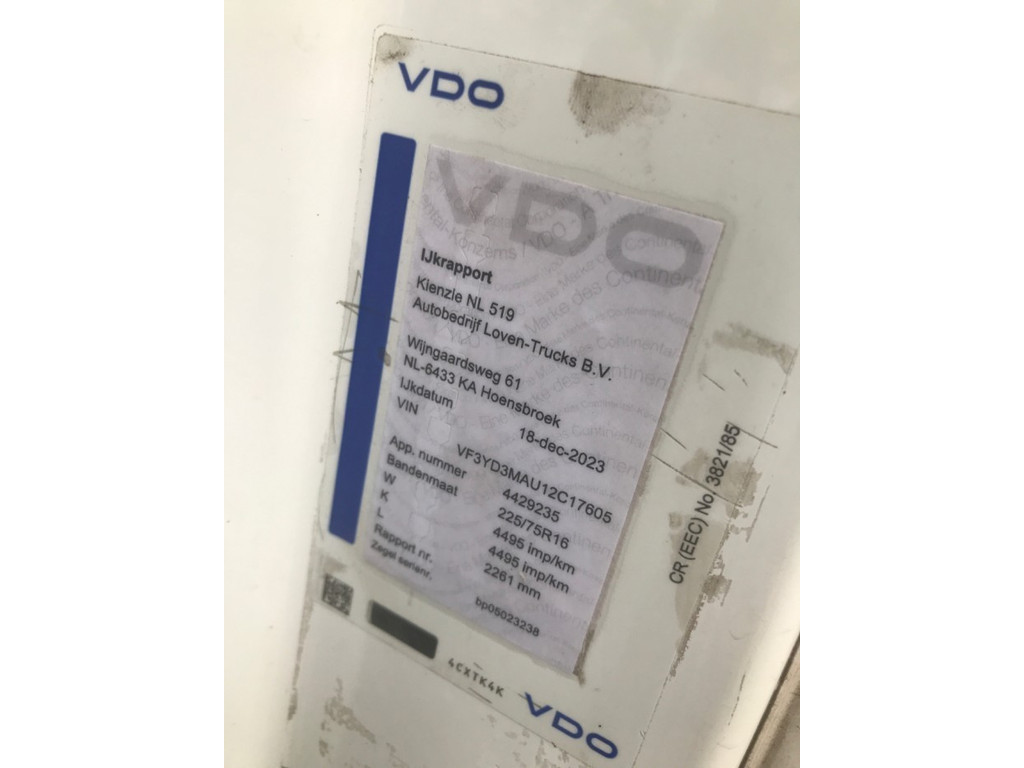 VDO
VDO
IJkrapport
Kienzle NL 519
Autobedrijf Loven-Trucks B.V.
Wijngaardsweg 61
NL-6433 KA Hoensbroek
IJkdatum 18-dec-2023
VIN VF3YD3MAU12C17605
App. nummer 4429235
Bandenmaat 225/75R16
W 4495 imp/km
K 4495 imp/km
L 2261 mm
Rapport nr.
Zegel serienr. bp05023238
CR (EEC) No 3821/85
4CXTK4K
VDO